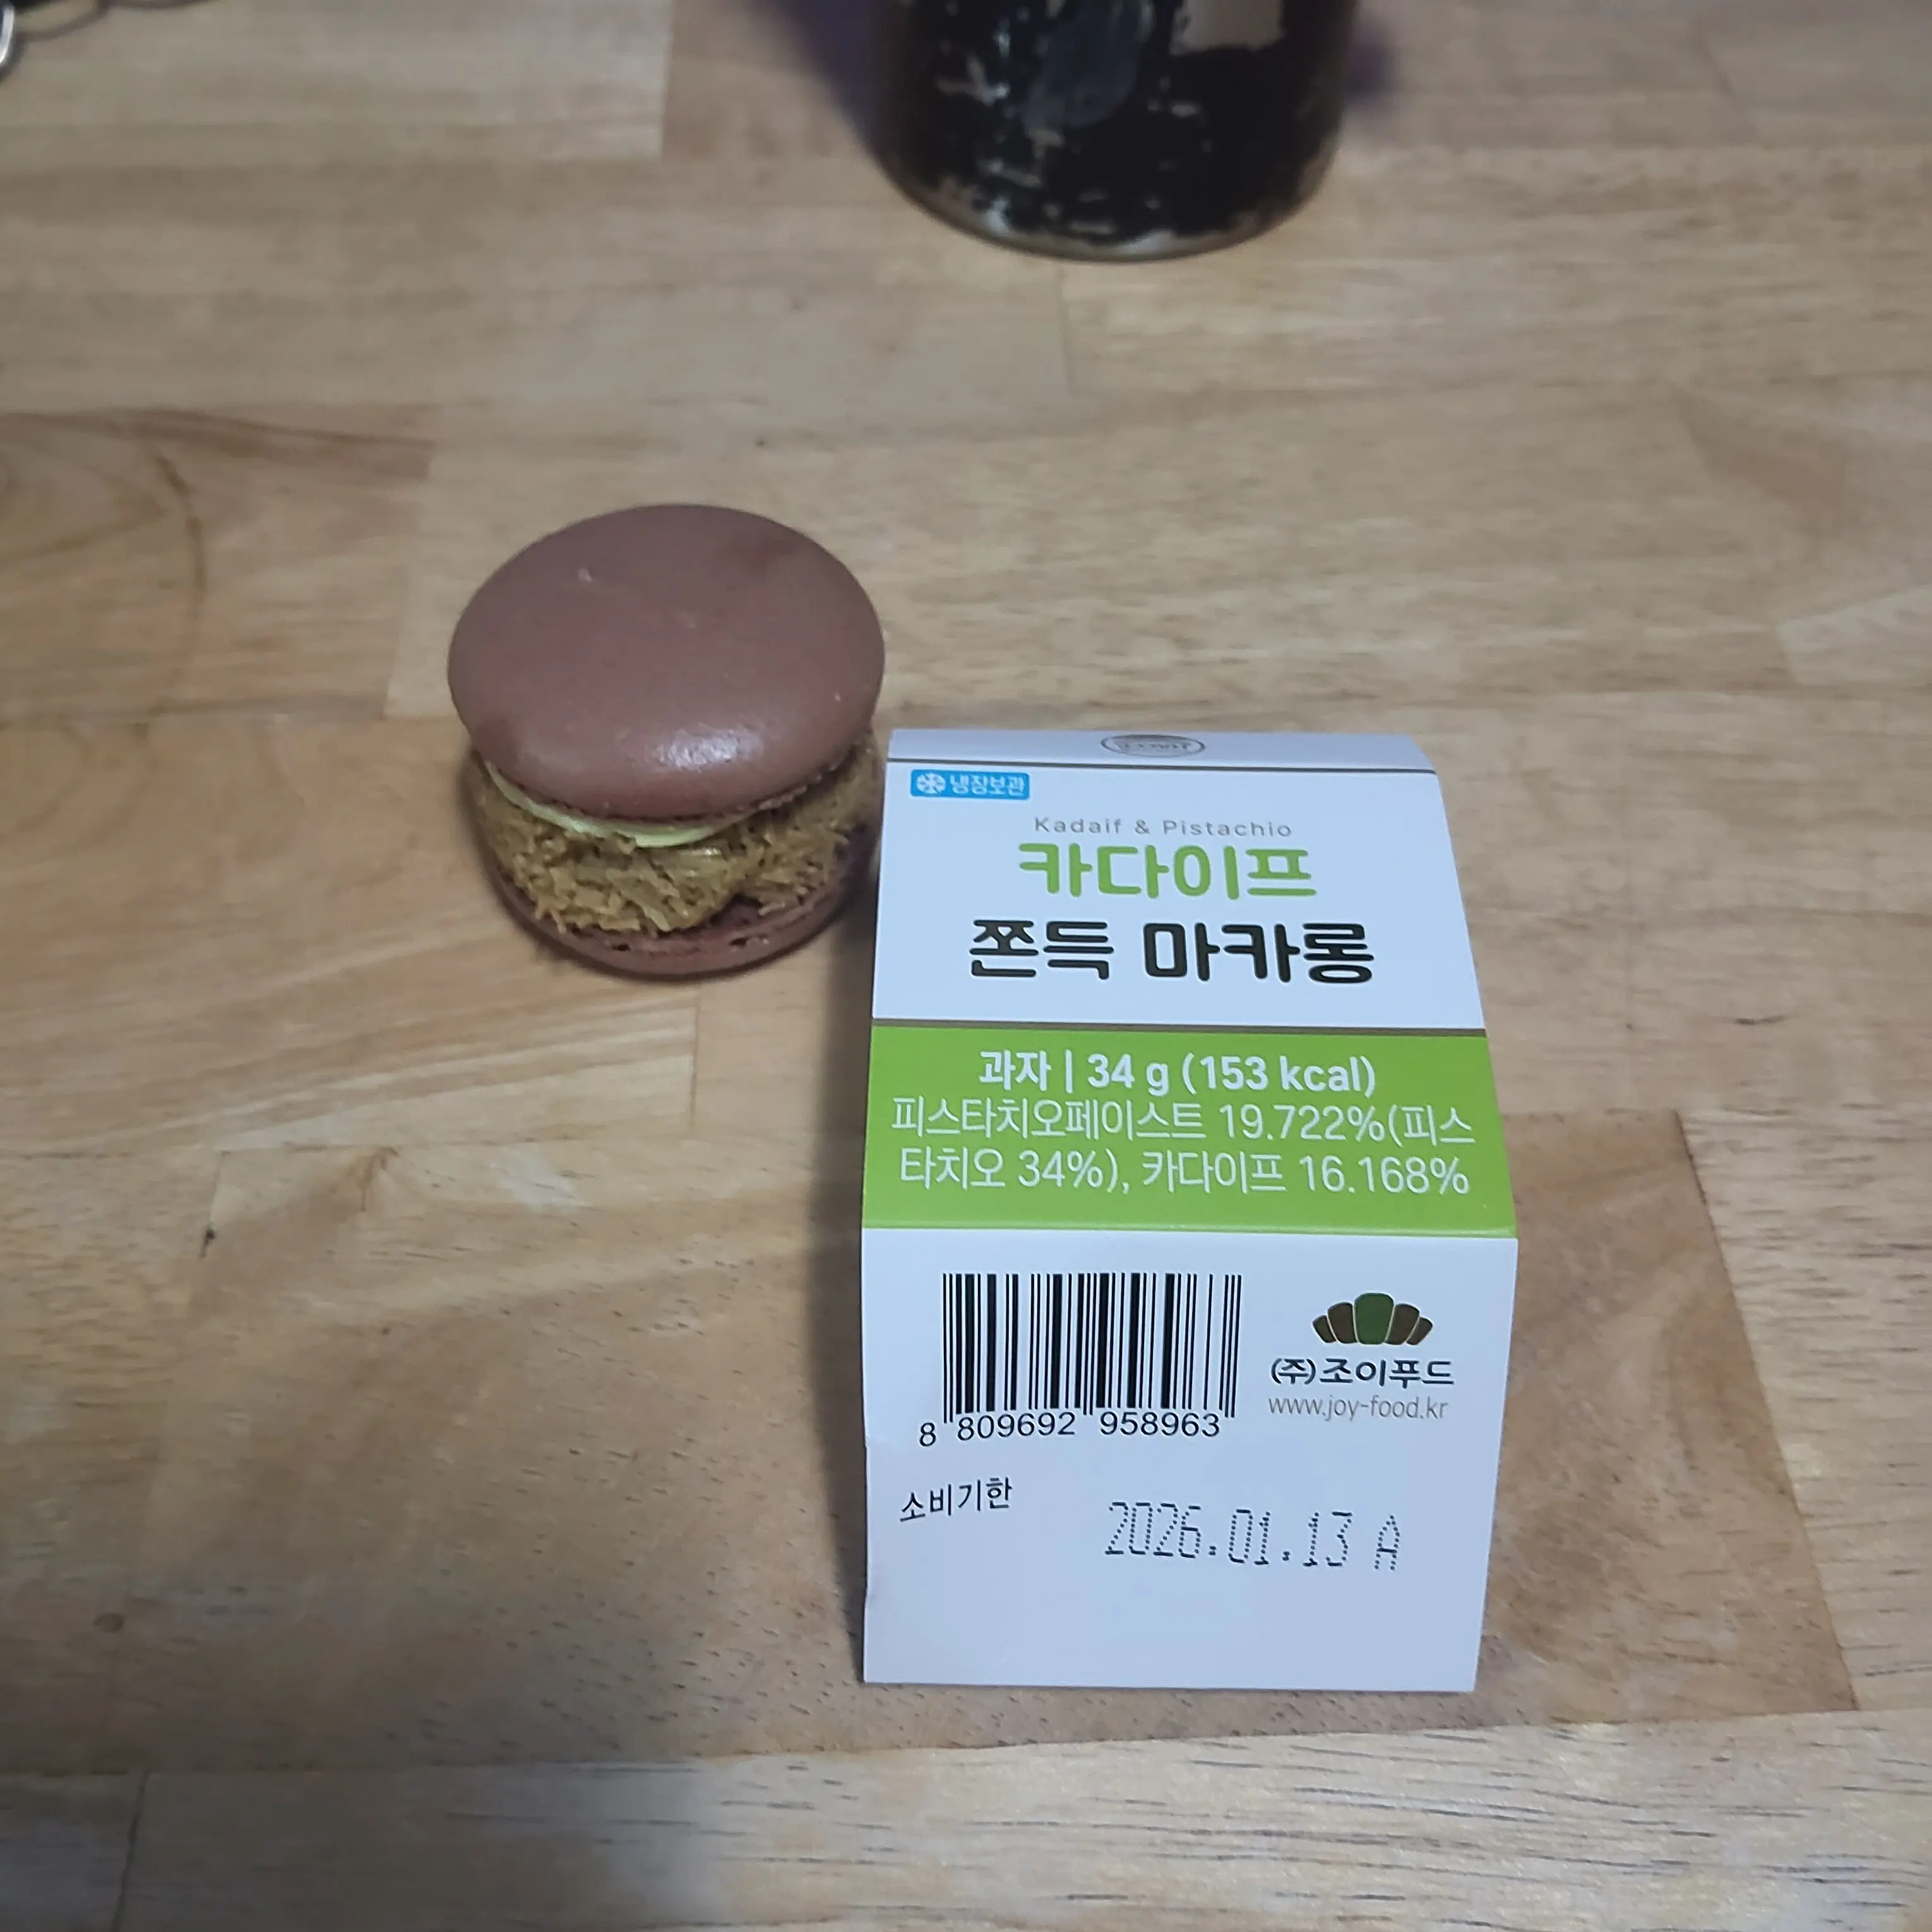 냉장보관
Kadaif & Pistachio
카다이프
쫀득 마카롱
과자 | 34 g (153 kcal)
피스타치오페이스트 19.722%(피스
타치오 34%), 카다이프 16.168%
8 809692 958963
(주)조이푸드
www.joy-food.kr
소비기한
2026.01.13 A